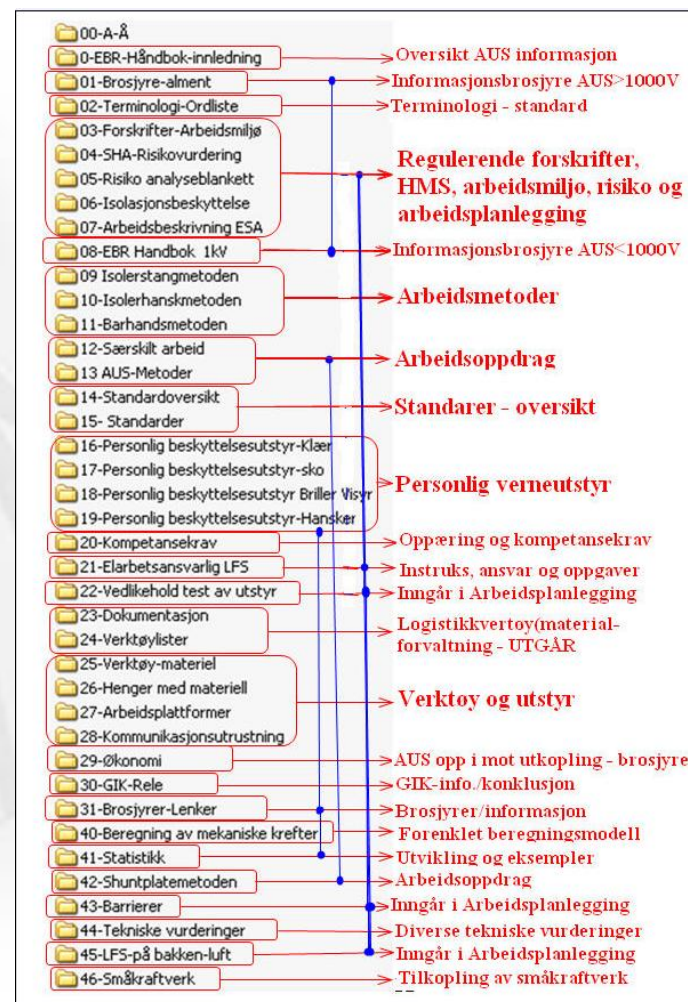 00-A-Å
0-EBR-Håndbok-innledning
Oversikt AUS informasjon
01-Brosjyre-alment
Informasjonsbrosjyre AUS>1000V
02-Terminologi-Ordliste
Terminologi - standard
03-Forskrifter-Arbeidsmiljø
04-SHA-Risikovurdering
05-Risiko analyseblankett
06-Isolasjonsbeskyttelse
07-Arbeidsbeskrivning ESA
Regulerende forskrifter,
HMS, arbeidsmiljø, risiko og
arbeidsplanlegging
08-EBR Handbok 1kV
Informasjonsbrosjyre AUS<1000V
09 Isolerstangmetoden
10-Isolerhanskmetoden
11-Barhandsmetoden
Arbeidsmetoder
12-Særskilt arbeid
13 AUS-Metoder
Arbeidsoppdrag
14-Standardoversikt
15- Standarder
Standarer - oversikt
16-Personlig beskyttelsesutstyr-Klær
17-Personlig beskyttelsesutstyr-sko
18-Personlig beskyttelsesutstyr Briller Visyr
19-Personlig beskyttelsesutstyr-Hansker
Personlig verneutstyr
20-Kompetansekrav
Oppæring og kompetansekrav
21-Elarbetsansvarlig LFS
Instruks, ansvar og oppgaver
22-Vedlikehold test av utstyr
Inngår i Arbeidsplanlegging
23-Dokumentasjon
24-Verktøylister
Logistikkvertoy(material-
forvaltning - UTGÅR
25-Verktøy-materiel
26-Henger med materiell
27-Arbeidsplattformer
28-Kommunikasjonsutrustning
Verktoy og utstyr
29-Økonomi
AUS opp i mot utkopling - brosjyre
30-GIK-Rele
GIK-info./konklusjon
31-Brosjyrer-Lenker
Brosjyrer/informasjon
40-Beregning av mekaniske krefter
Forenklet beregningsmodell
41-Statistikk
Utvikling og eksempler
42-Shuntplatemetoden
Arbeidsoppdrag
43-Barrierer
Inngår i Arbeidsplanlegging
44-Tekniske vurderinger
Diverse tekniske vurderinger
45-LFS-på bakken-luft
Inngår i Arbeidsplanlegging
46-Småkraftverk
Tilkopling av småkraftverk